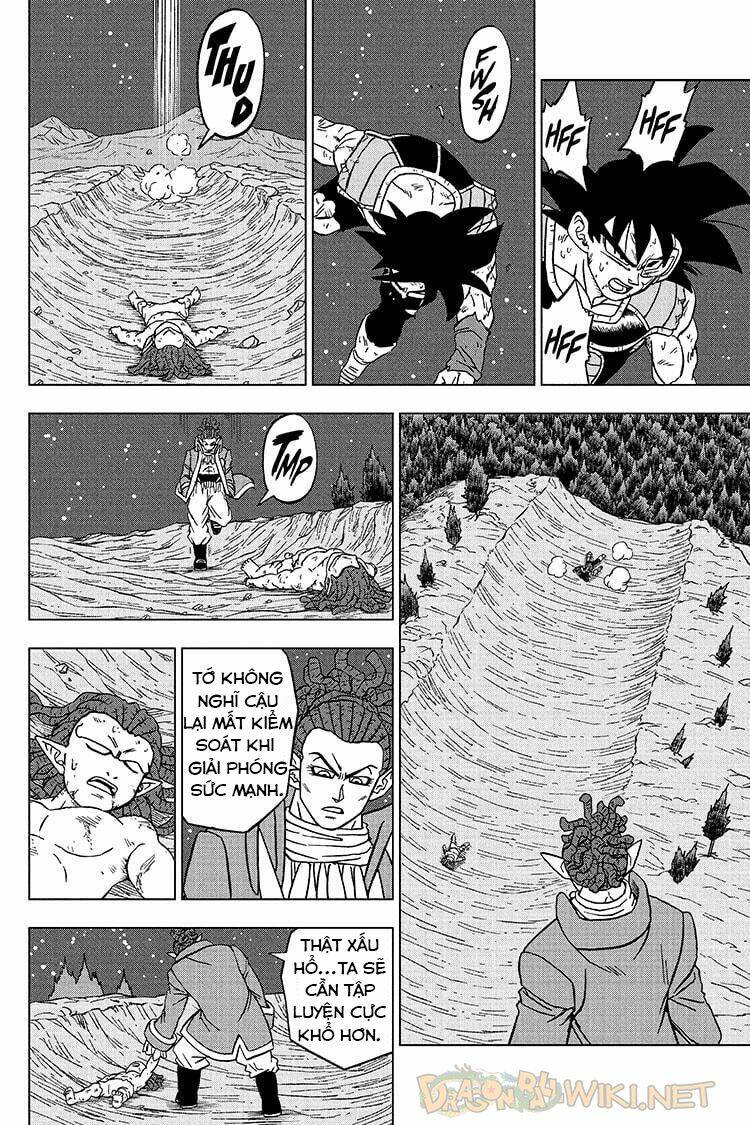 HFF
HFF
HFF
HFF
FWSH
THUD
TMP
TỚ KHÔNG
NGHĨ CẬU
LẠI MẤT KIỂM
SOÁT KHI
GIẢI PHÓNG
SỨC MẠNH.
THẬT XẤU
HỔ...TA SẼ
CẦN TẬP
LUYỆN CỰC
KHỔ HƠN.
DRAGONBALLWIKI.NET